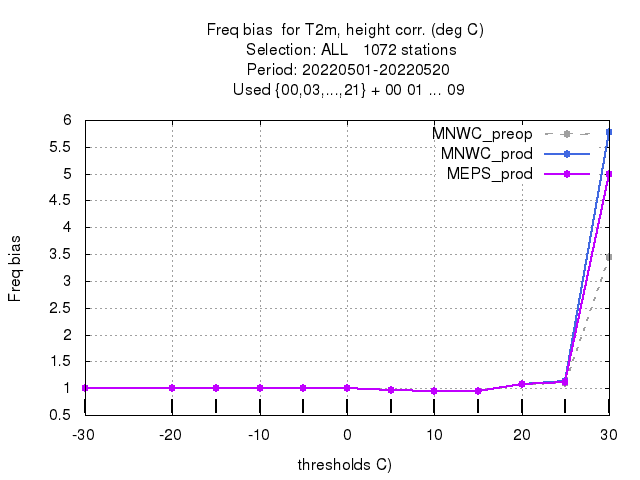 Freq bias for T2m, height corr. (deg C)
Selection: ALL 1072 stations
Period: 20220501-20220520
Used {00,03,...,21} + 00 01 ... 09
MNWC_preop
MNWC_prod
MEPS_prod
Freq bias
6
5.5
5
4.5
4
3.5
3
2.5
2
1.5
1
0.5
-30
-20
-10
0
10
20
30
thresholds C)